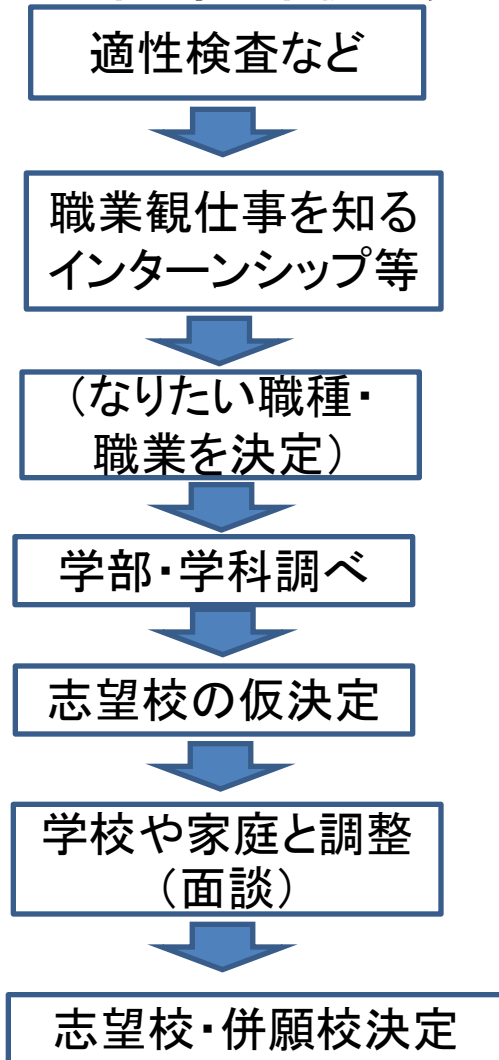 適性検査など
職業観仕事を知る
インターンシップ等
（なりたい職種・
職業を決定）
学部・学科調べ
志望校の仮決定
学校や家庭と調整
（面談）
志望校・併願校決定